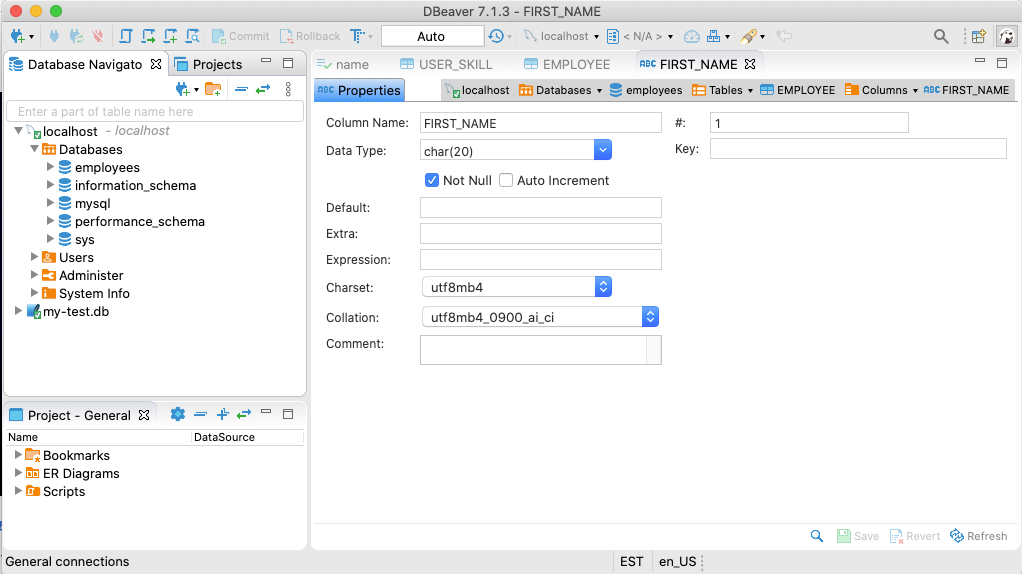 DBeaver 7.1.3 - FIRST_NAME
Commit Rollback Auto localhost < N/A >
Database Navigato Projects
Enter a part of table name here
localhost - localhost
Databases
employees
information_schema
mysql
performance_schema
sys
Users
Administer
System Info
my-test.db
Project - General
Name DataSource
Bookmarks
ER Diagrams
Scripts
name USER_SKILL EMPLOYEE ABC FIRST_NAME
ABC Properties localhost Databases employees Tables EMPLOYEE Columns ABC FIRST_NAME
Column Name: FIRST_NAME #: 1
Data Type: char(20) Key:
Not Null Auto Increment
Default:
Extra:
Expression:
Charset: utf8mb4
Collation: utf8mb4_0900_ai_ci
Comment:
Save Revert Refresh
General connections EST en_US